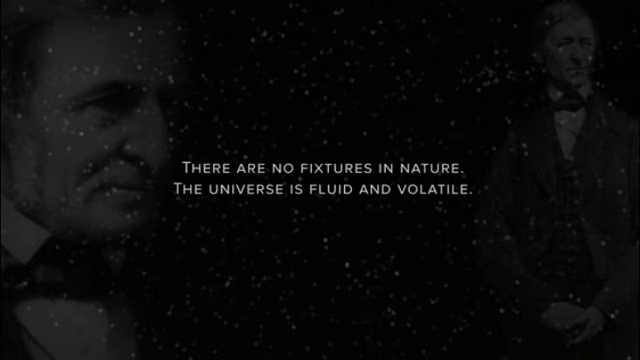 There are no fixtures in nature.
The universe is fluid and volatile.